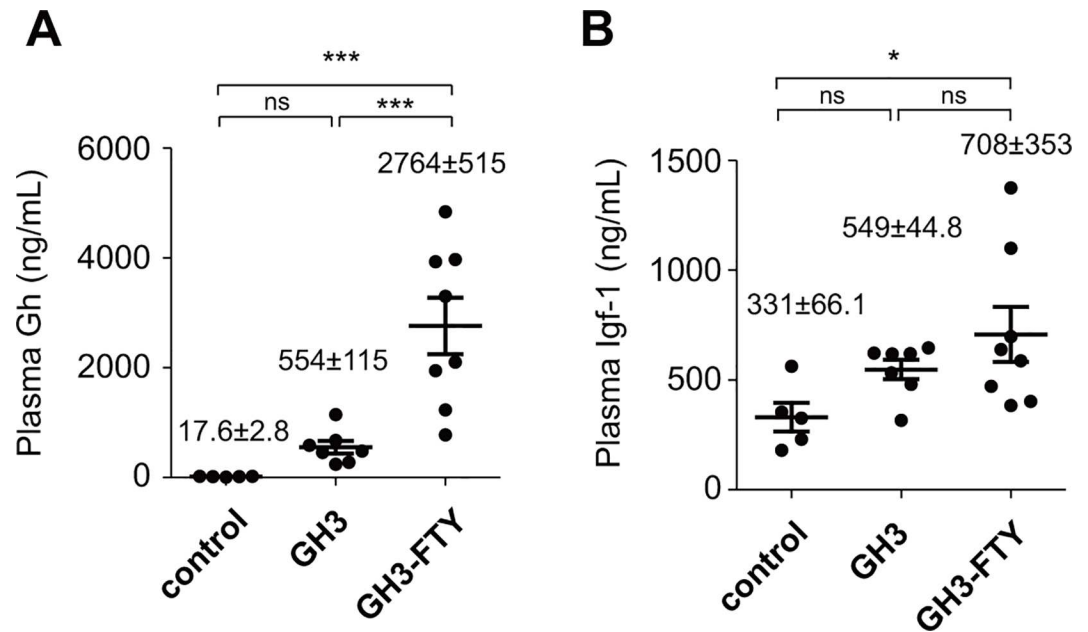 A
***
ns
***
6000
2764±515
4000
2000
554±115
17.6±2.8
0
Plasma Gh (ng/mL)
control
GH3
GH3-FTY
B
*
ns
ns
708±353
1500
549±44.8
1000
331±66.1
500
0
Plasma Igf-1 (ng/mL)
control
GH3
GH3-FTY